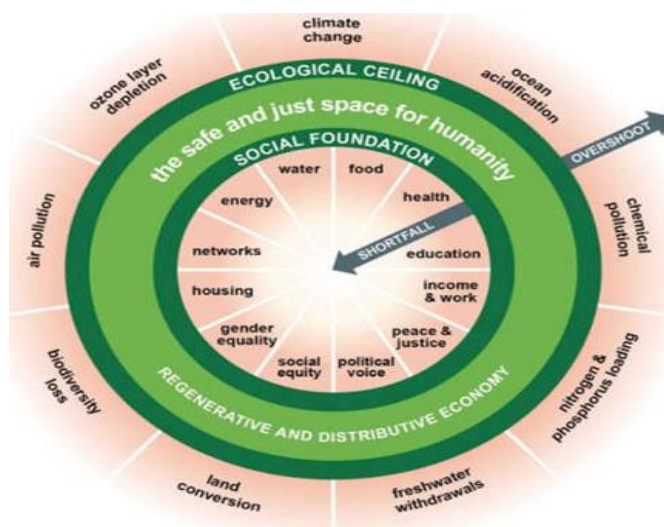 climate
change
ozone layer
depletion
ocean
acidification
ECOLOGICAL CEILING
the safe and just space for humanity
SOCIAL FOUNDATION
OVERSHOOT
water
food
energy
health
SHORTFALL
air pollution
chemical
pollution
networks
education
housing
income
& work
gender
equality
peace &
justice
social
equity
political
voice
REGENERATIVE AND DISTRIBUTIVE ECONOMY
biodiversity
loss
nitrogen &
phosphorus loading
land
conversion
freshwater
withdrawals